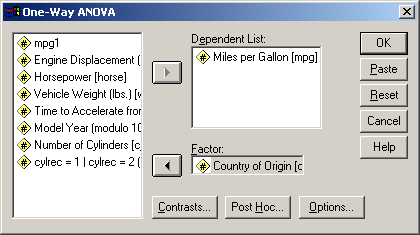 One-Way ANOVA
mpg1
Engine Displacement (
Horsepower [horse]
Vehicle Weight (lbs.) [w
Time to Accelerate from
Model Year (modulo 10
Number of Cylinders [c
cylrec = 1 | cylrec = 2 (
Dependent List:
Miles per Gallon [mpg]
Factor:
Country of Origin [c
Contrasts...
Post Hoc...
Options...
OK
Paste
Reset
Cancel
Help